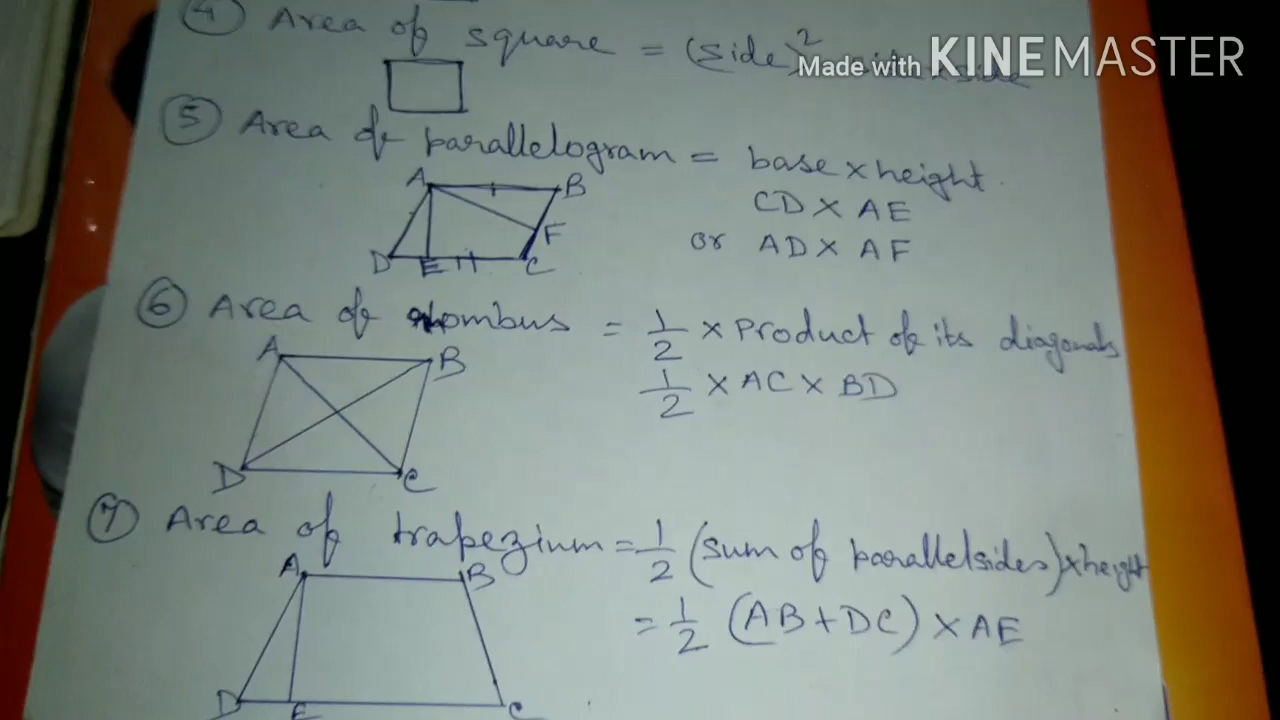 ④ Area of square = (side)²
Made with KINEMASTER
⑤ Area of parallelogram = base × height
A B
CD × AE
F
or AD × AF
D E C
⑥ Area of rhombus = 1/2 × Product of its diagonals
A B
1/2 × AC × BD
D C
⑦ Area of trapezium = 1/2 (sum of parallel sides) × height
A B
= 1/2 (AB + DC) × AE
D E C